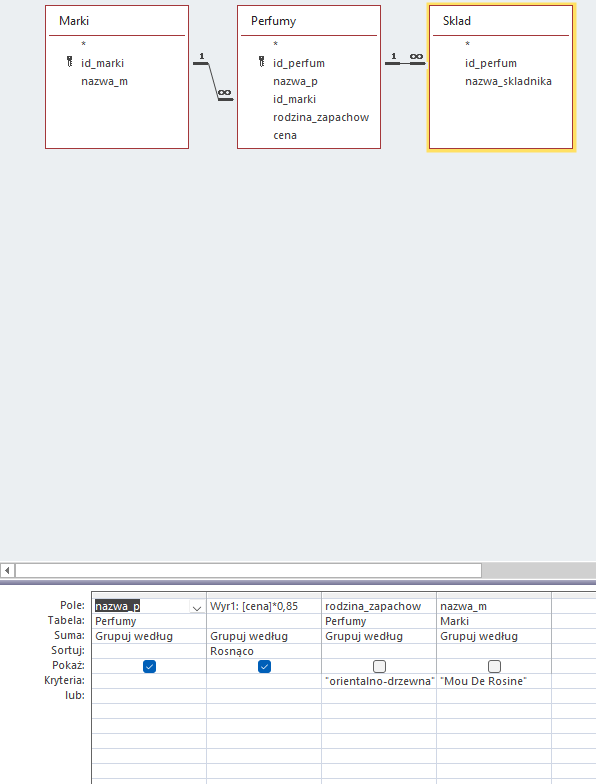 Marki
*
id_marki
nazwa_m
1
∞
Perfumy
*
id_perfum
nazwa_p
id_marki
rodzina_zapachow
cena
1
∞
Sklad
*
id_perfum
nazwa_skladnika
Pole: nazwa_p Wyr1: [cena]*0,85 rodzina_zapachow nazwa_m
Tabela: Perfumy Perfumy Marki
Suma: Grupuj według Grupuj według Grupuj według Grupuj według
Sortuj: Rosnąco
Pokaż:
Kryteria: "orientalno-drzewna" "Mou De Rosine"
lub: